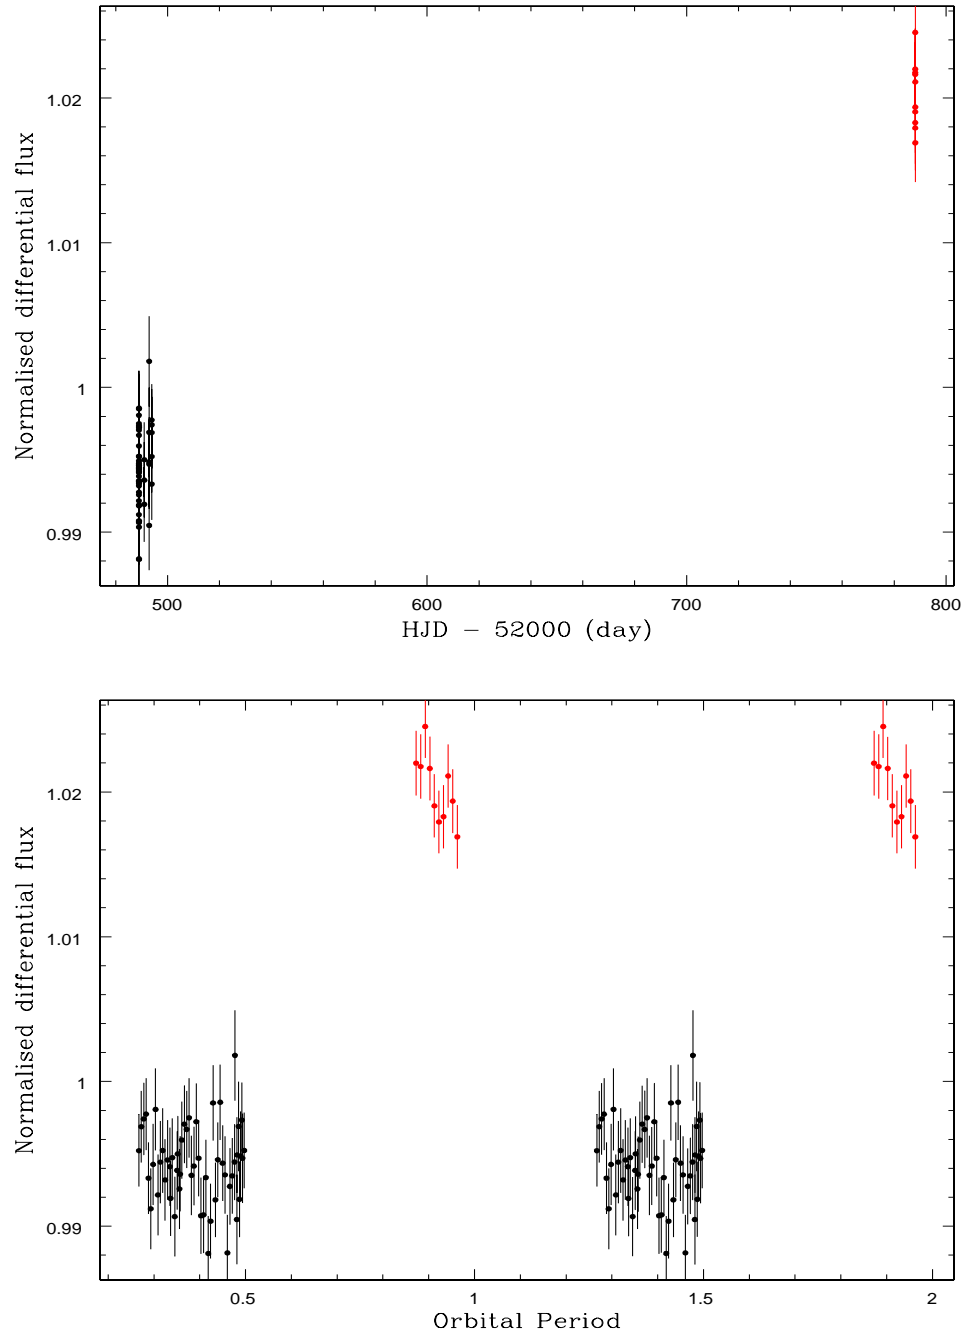 1.02
1.01
1
0.99
Normalised differential flux
500 600 700 800
HJD − 52000 (day)
1.02
1.01
1
0.99
Normalised differential flux
0.5 1 1.5 2
Orbital Period